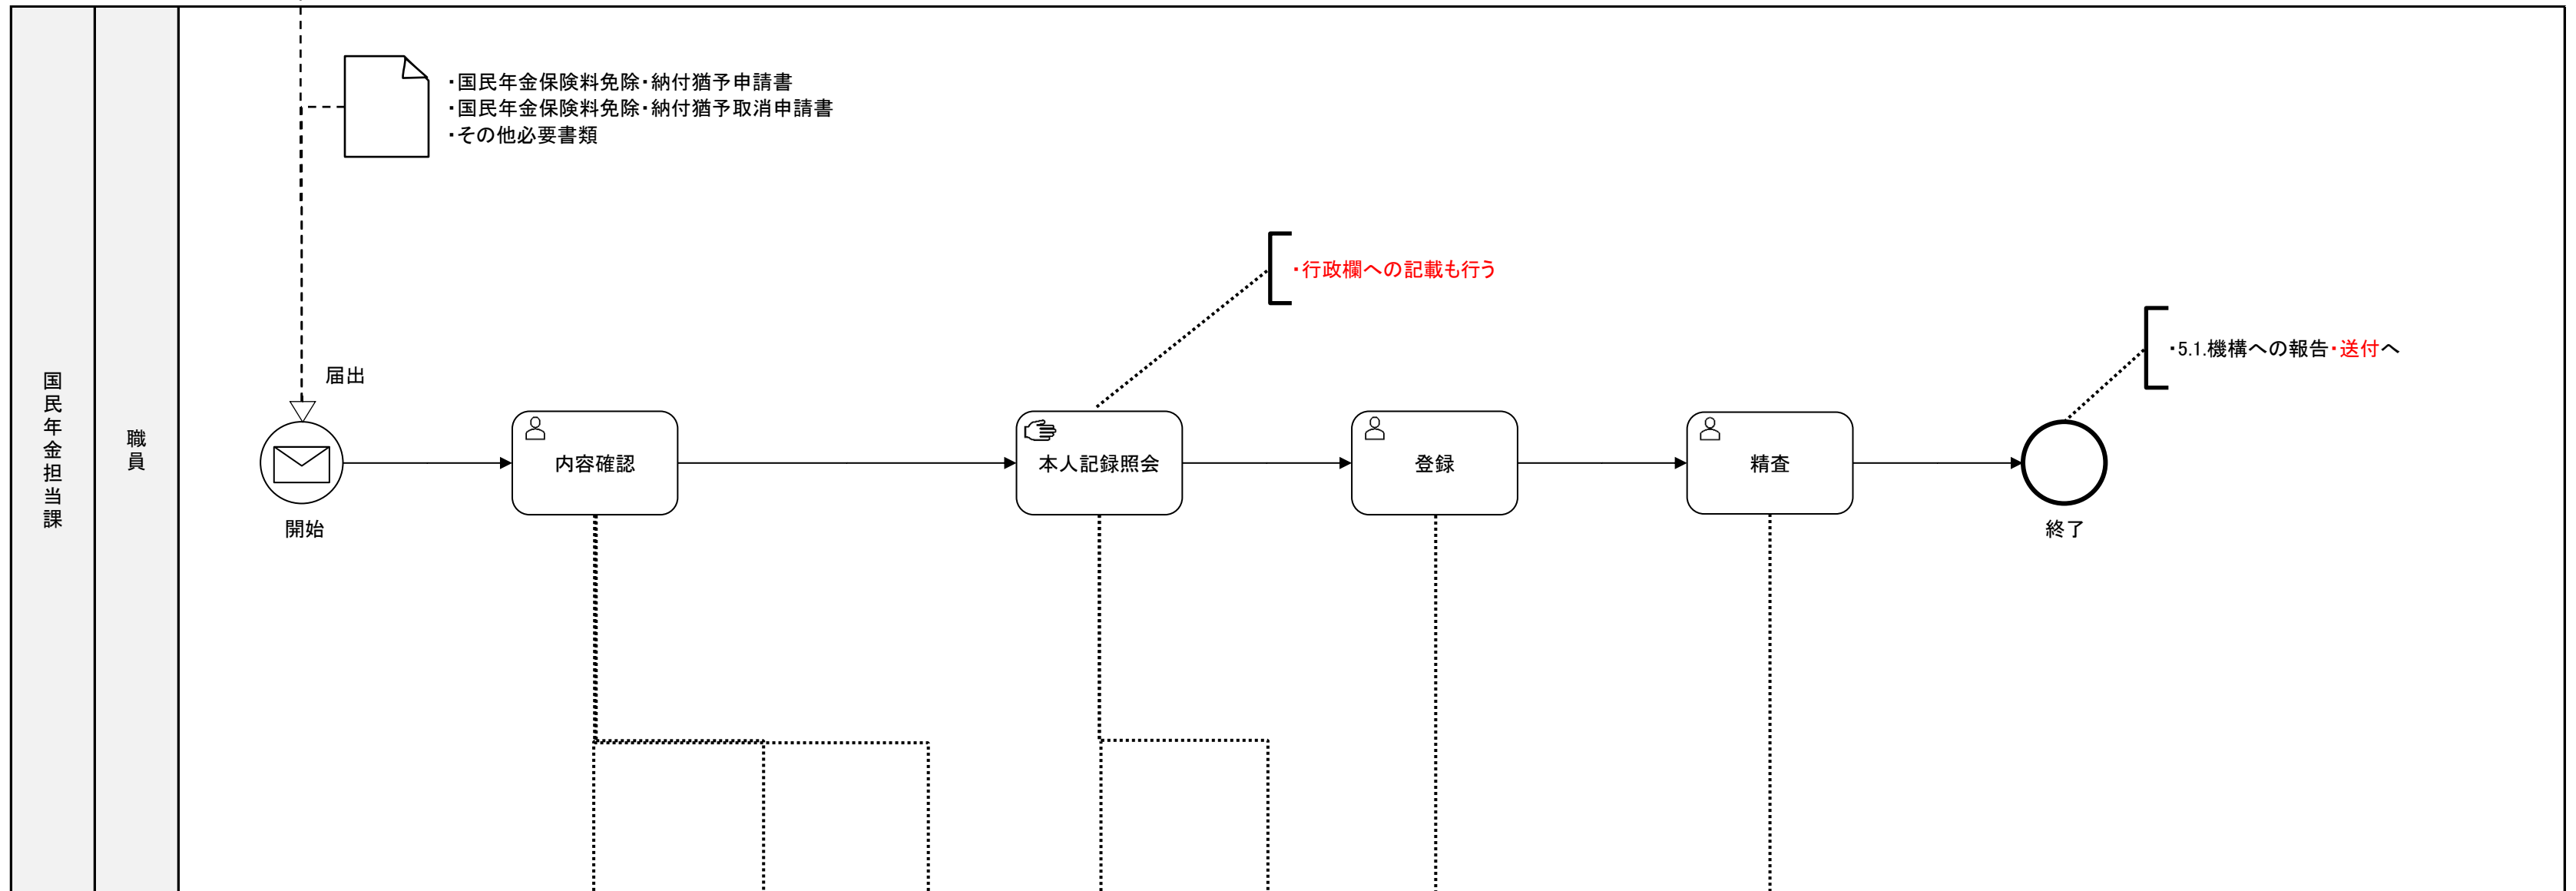 ・国民年金保険料免除・納付猶予申請書
・国民年金保険料免除・納付猶予取消申請書
・その他必要書類
・行政欄への記載も行う
・5.1.機構への報告・送付へ
国民年金担当課
職員
届出
内容確認
本人記録照会
登録
精査
開始
終了